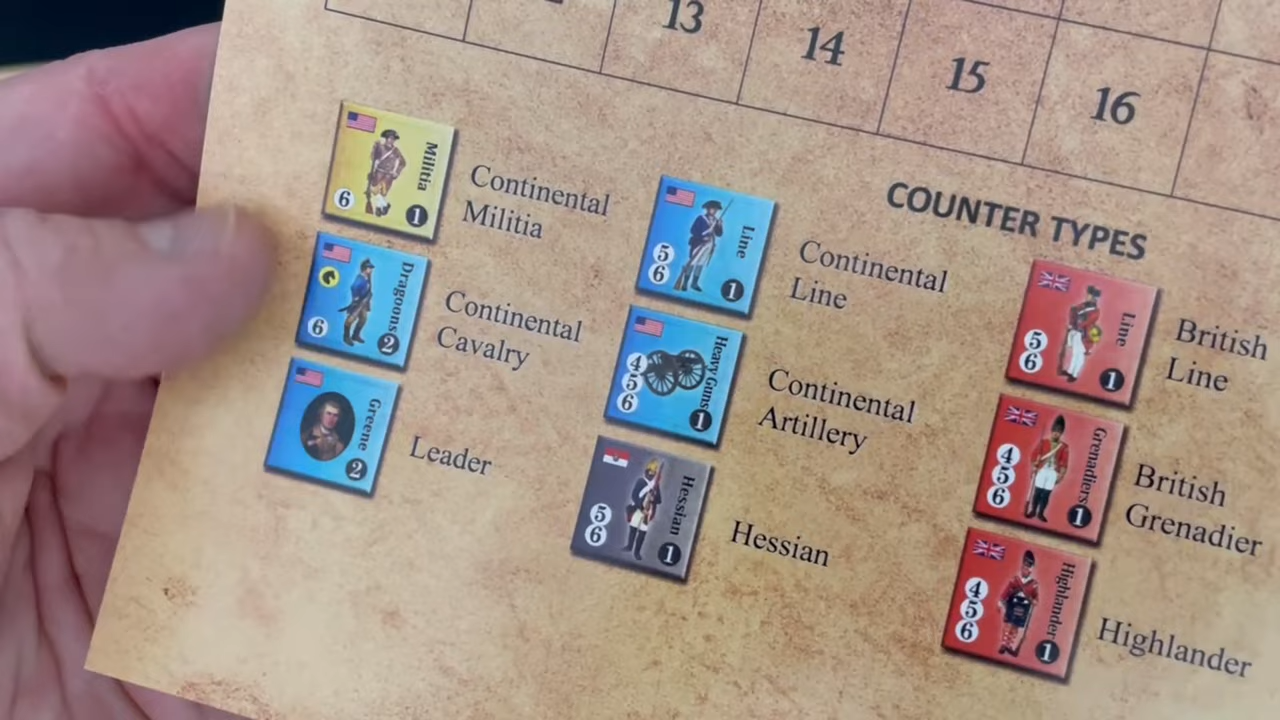 13
14
15
16
COUNTER TYPES
Militia
6
1
Continental
Militia
Dragoons
6
2
Continental
Cavalry
Greene
2
Leader
Line
5
6
1
Continental
Line
Heavy Guns
4
5
6
1
Continental
Artillery
Hessian
5
6
1
Hessian
Line
5
6
1
British
Line
Grenadiers
4
5
6
1
British
Grenadier
Highlander
4
5
6
1
Highlander